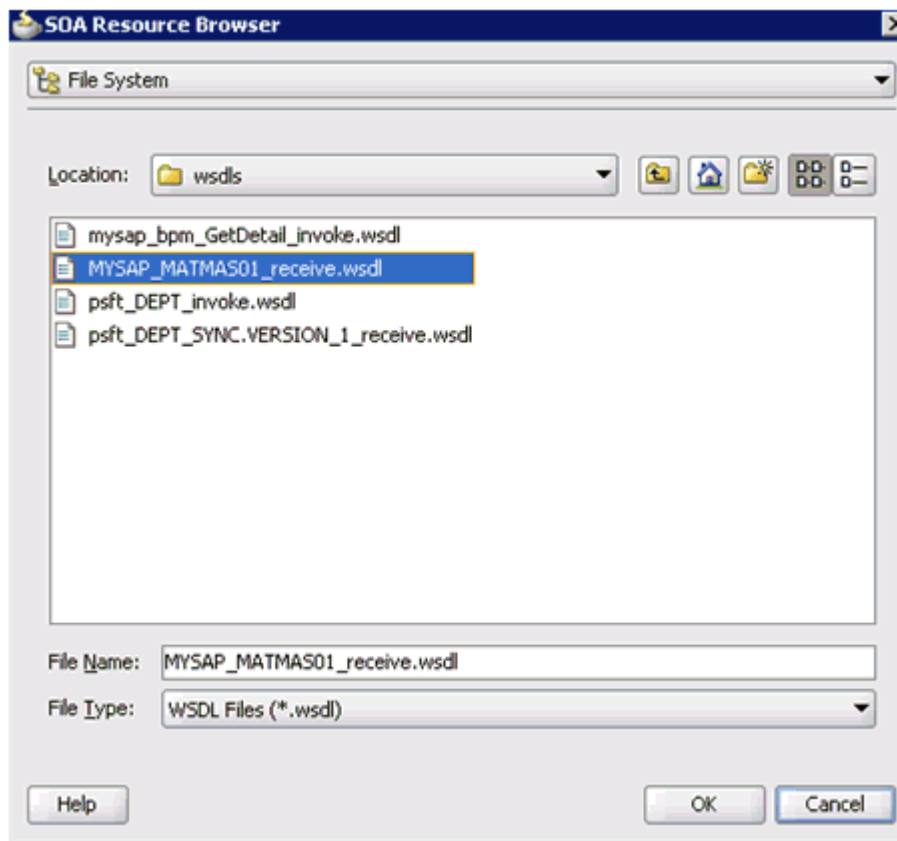 SOA Resource Browser
File System
Location: wsdls
mysap_bpm_GetDetail_invoke.wsdl
MYSAP_MATMAS01_receive.wsdl
psft_DEPT_invoke.wsdl
psft_DEPT_SYNC.VERSION_1_receive.wsdl
File Name: MYSAP_MATMAS01_receive.wsdl
File Type: WSDL Files (*.wsdl)
Help OK Cancel